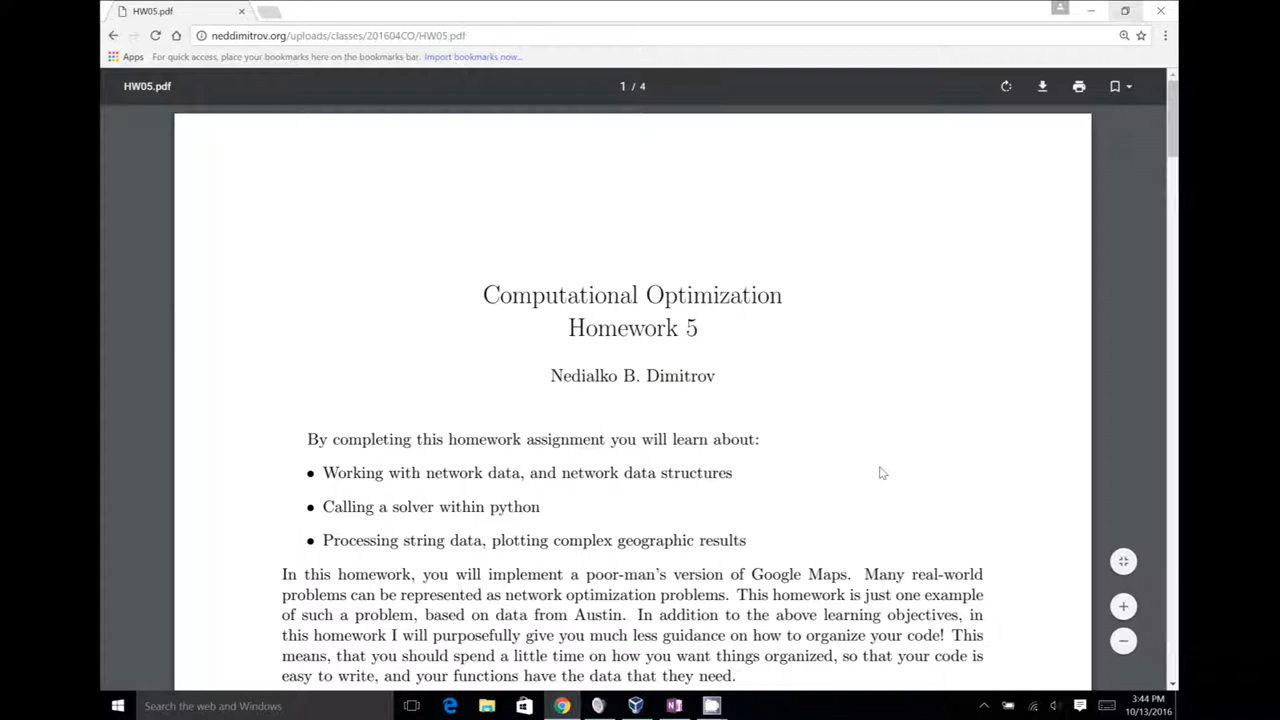 HW05.pdf
neddimitrov.org/uploads/classes/201604CO/HW05.pdf
Apps For quick access, place your bookmarks here on the bookmarks bar. Import bookmarks now...
HW05.pdf 1 / 4
Computational Optimization
Homework 5
Nedialko B. Dimitrov
By completing this homework assignment you will learn about:
• Working with network data, and network data structures
• Calling a solver within python
• Processing string data, plotting complex geographic results
In this homework, you will implement a poor-man's version of Google Maps. Many real-world
problems can be represented as network optimization problems. This homework is just one example
of such a problem, based on data from Austin. In addition to the above learning objectives, in
this homework I will purposefully give you much less guidance on how to organize your code! This
means, that you should spend a little time on how you want things organized, so that your code is
easy to write, and your functions have the data that they need.
Search the web and Windows
3:44 PM
10/13/2016